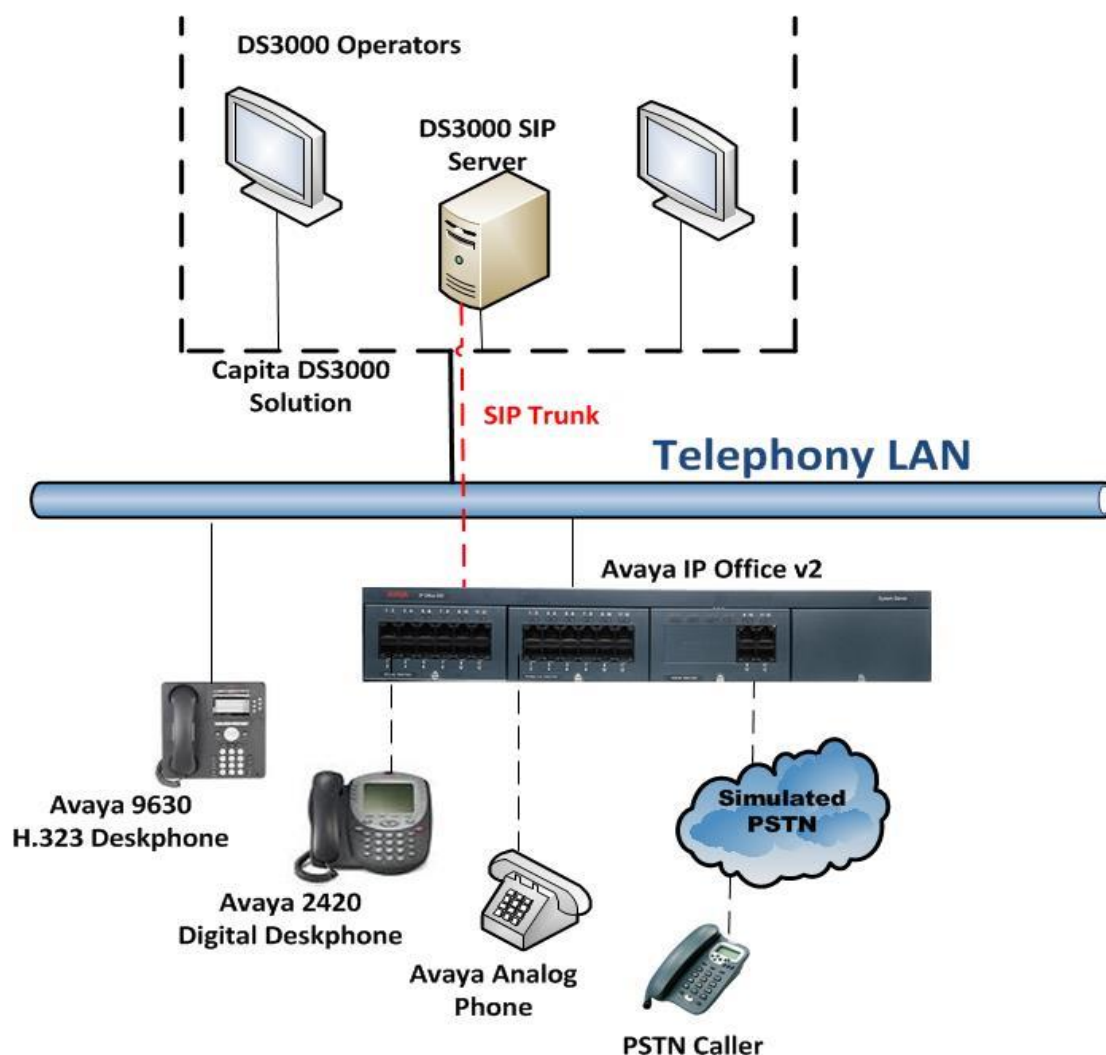 DS3000 Operators
DS3000 SIP
Server
Capita DS3000
Solution
SIP Trunk
Telephony LAN
Avaya IP Office v2
Avaya 9630
H.323 Deskphone
Avaya 2420
Digital Deskphone
Avaya Analog
Phone
Simulated
PSTN
PSTN Caller